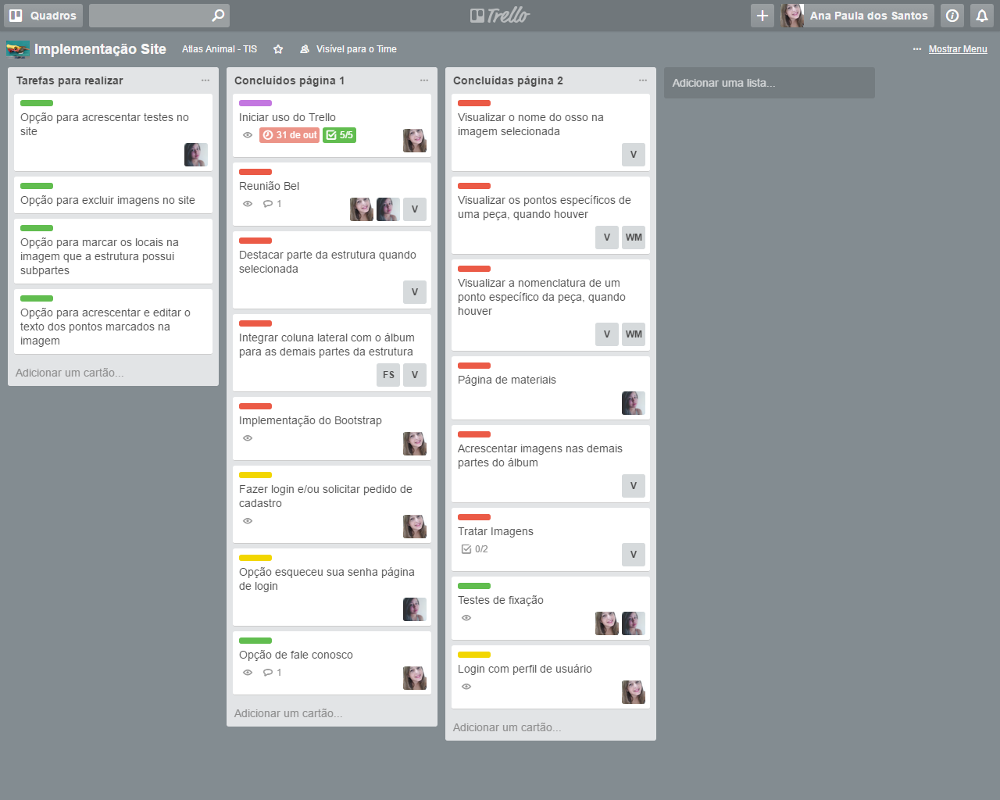 Quadros
Trello
Ana Paula dos Santos
Implementação Site
Atlas Animal - TIS
Visível para o Time
Mostrar Menu
Tarefas para realizar
Opção para acrescentar testes no
site
Opção para excluir imagens no site
Opção para marcar os locais na
imagem que a estrutura possui
subpartes
Opção para acrescentar e editar o
texto dos pontos marcados na
imagem
Adicionar um cartão...
Concluídos página 1
Iniciar uso do Trello
31 de out
5/5
Reunião Bel
1
V
Destacar parte da estrutura quando
selecionada
V
Integrar coluna lateral com o álbum
para as demais partes da estrutura
FS V
Implementação do Bootstrap
Fazer login e/ou solicitar pedido de
cadastro
Opção esqueceu sua senha página
de login
Opção de fale conosco
1
Adicionar um cartão...
Concluídas página 2
Visualizar o nome do osso na
imagem selecionada
V
Visualizar os pontos específicos de
uma peça, quando houver
V WM
Visualizar a nomenclatura de um
ponto específico da peça, quando
houver
V WM
Página de materiais
Acrescentar imagens nas demais
partes do álbum
V
Tratar Imagens
0/2
V
Testes de fixação
Login com perfil de usuário
Adicionar um cartão...
Adicionar uma lista...